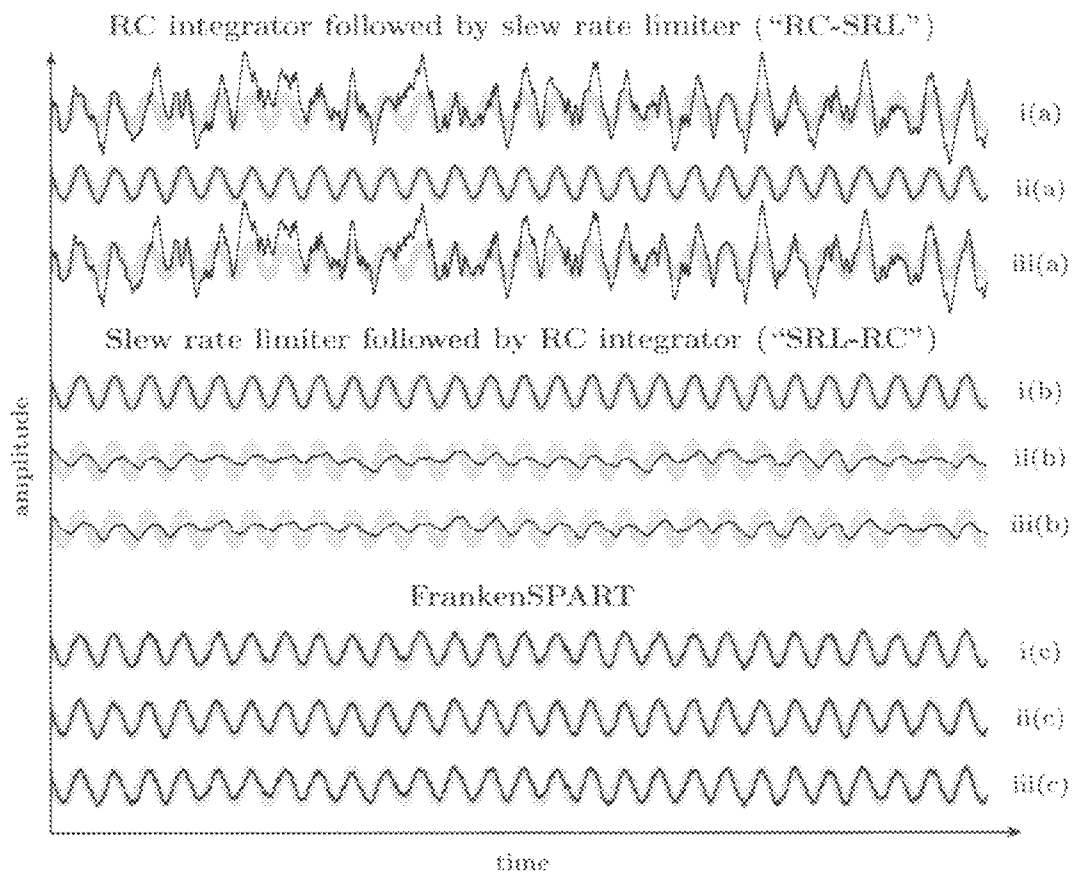 RC integrator followed by slew rate limiter (“RC-SRL”)
i(a)
ii(a)
iii(a)
Slew rate limiter followed by RC integrator (“SRL-RC”)
i(b)
ii(b)
iii(b)
FrankenSPART
i(c)
ii(c)
iii(c)
amplitude
time